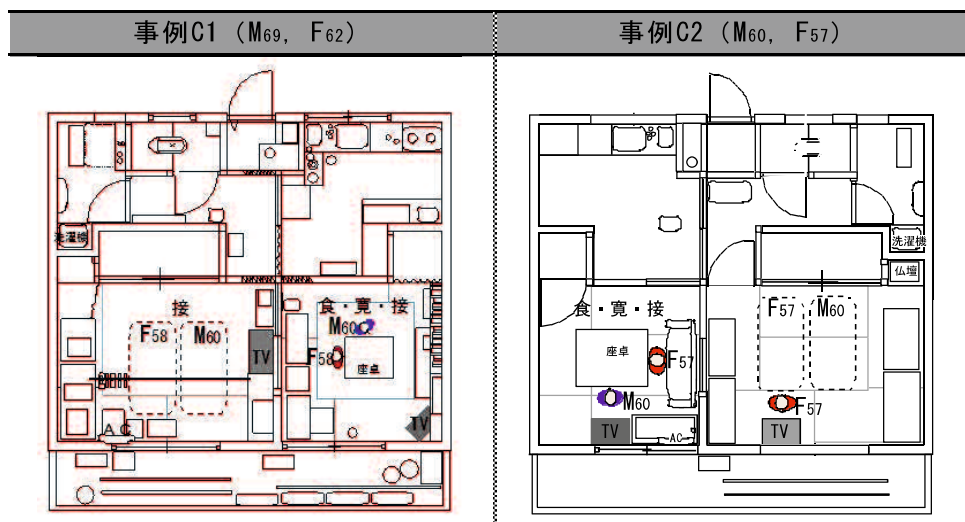 事例C1（M69, F62）
事例C2（M60, F57）
洗濯機
接
F58
M60
TV
AC
食・寛・接
M60
F58
座卓
TV
洗濯機
仏壇
食・寛・接
座卓
F57
M60
TV
AC
F57
M60
F57
TV